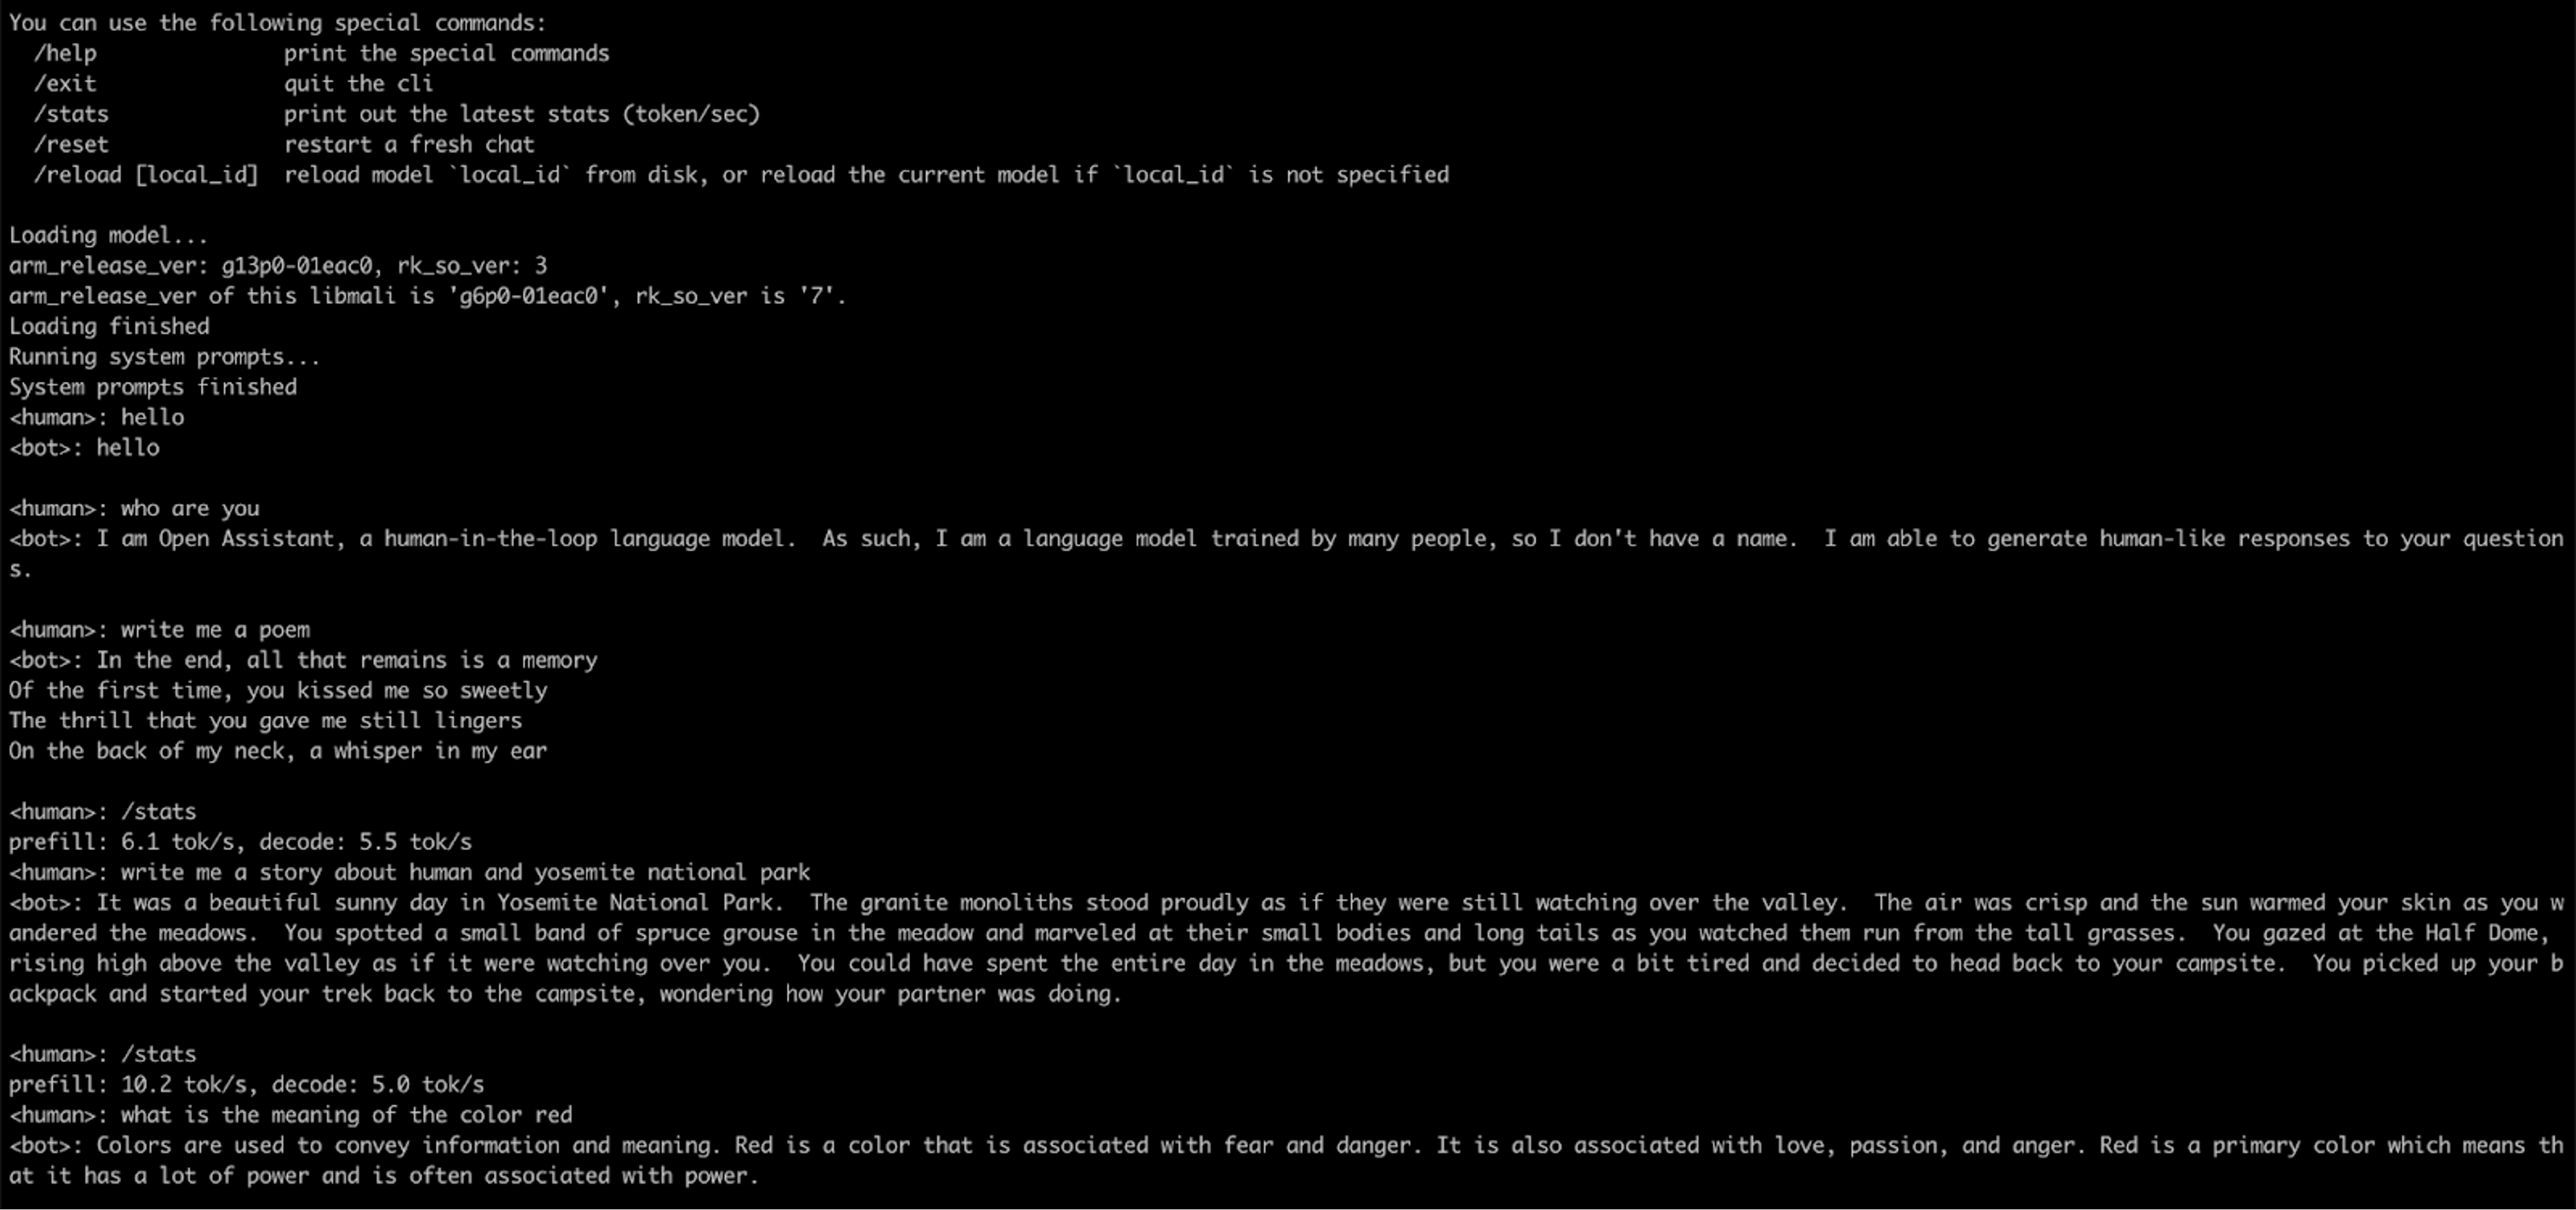 You can use the following special commands:
  /help               print the special commands
  /exit               quit the cli
  /stats              print out the latest stats (token/sec)
  /reset              restart a fresh chat
  /reload [local_id]  reload model `local_id` from disk, or reload the current model if `local_id` is not specified

Loading model...
arm_release_ver: g13p0-01eac0, rk_so_ver: 3
arm_release_ver of this libmali is 'g6p0-01eac0', rk_so_ver is '7'.
Loading finished
Running system prompts...
System prompts finished
<human>: hello
<bot>: hello

<human>: who are you
<bot>: I am Open Assistant, a human-in-the-loop language model.  As such, I am a language model trained by many people, so I don't have a name.  I am able to generate human-like responses to your question
s.

<human>: write me a poem
<bot>: In the end, all that remains is a memory
Of the first time, you kissed me so sweetly
The thrill that you gave me still lingers
On the back of my neck, a whisper in my ear

<human>: /stats
prefill: 6.1 tok/s, decode: 5.5 tok/s
<human>: write me a story about human and yosemite national park
<bot>: It was a beautiful sunny day in Yosemite National Park.  The granite monoliths stood proudly as if they were still watching over the valley.  The air was crisp and the sun warmed your skin as you w
andered the meadows.  You spotted a small band of spruce grouse in the meadow and marveled at their small bodies and long tails as you watched them run from the tall grasses.  You gazed at the Half Dome,
rising high above the valley as if it were watching over you.  You could have spent the entire day in the meadows, but you were a bit tired and decided to head back to your campsite.  You picked up your b
ackpack and started your trek back to the campsite, wondering how your partner was doing.

<human>: /stats
prefill: 10.2 tok/s, decode: 5.0 tok/s
<human>: what is the meaning of the color red
<bot>: Colors are used to convey information and meaning. Red is a color that is associated with fear and danger. It is also associated with love, passion, and anger. Red is a primary color which means th
at it has a lot of power and is often associated with power.